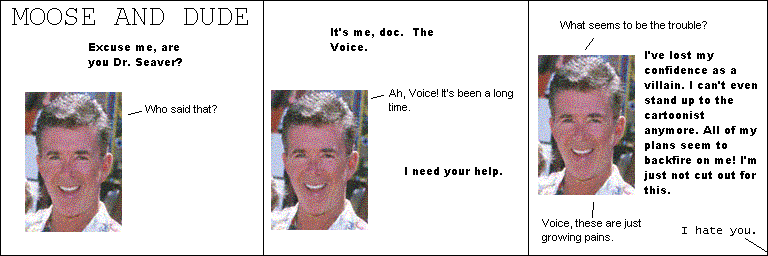 MOOSE AND DUDE
Excuse me, are
you Dr. Seaver?
Who said that?
It's me, doc. The
Voice.
Ah, Voice! It's been a long
time.
I need your help.
What seems to be the trouble?
I've lost my
confidence as a
villain. I can't even
stand up to the
cartoonist
anymore. All of my
plans seem to
backfire on me! I'm
just not cut out for
this.
Voice, these are just
growing pains.
I hate you.